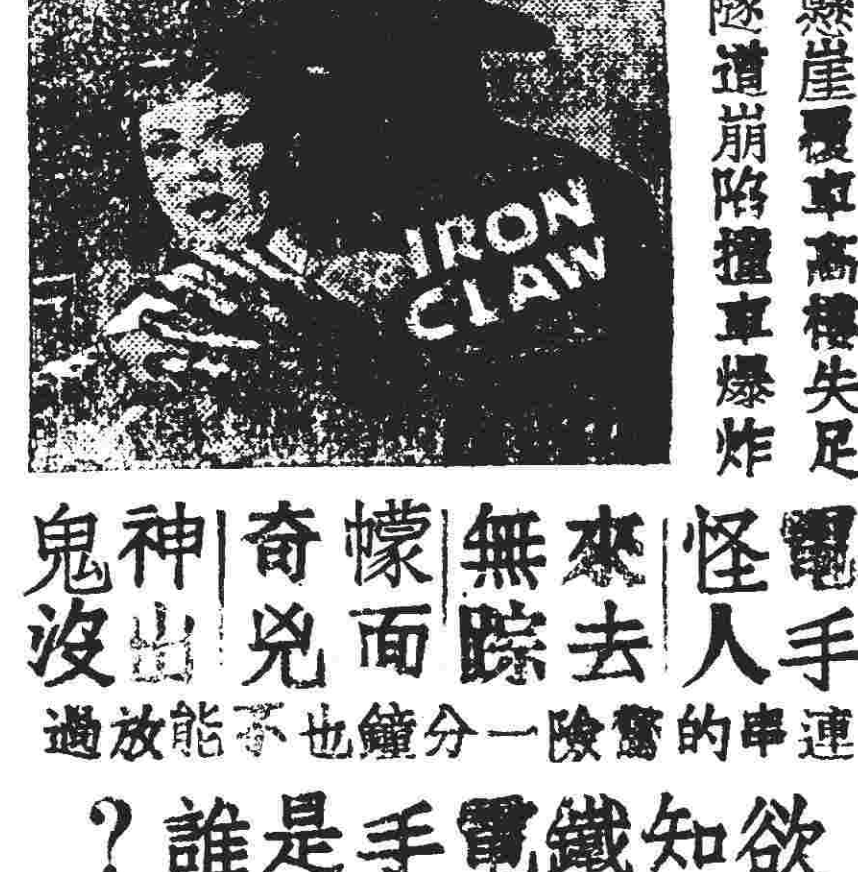 IRON
CLAW
懸崖覆車高樓失足
隧道崩陷撞車爆炸
電手怪人
來去無踪
幪面奇兇
神出鬼沒
連串的驚險一分鐘也不能放過
欲知鐵電手是誰?